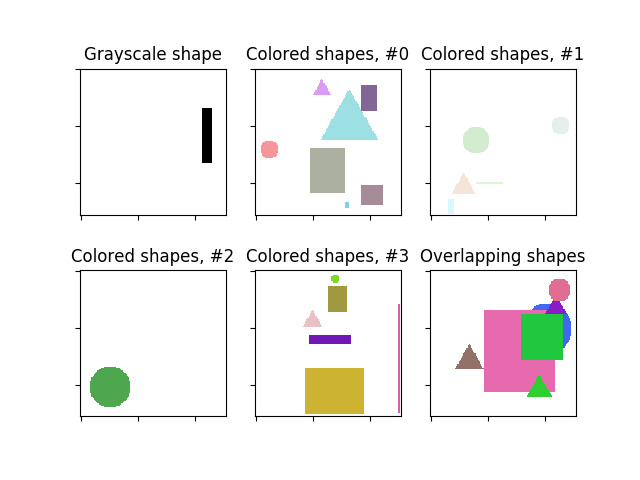 Grayscale shape
Colored shapes, #0
Colored shapes, #1
Colored shapes, #2
Colored shapes, #3
Overlapping shapes